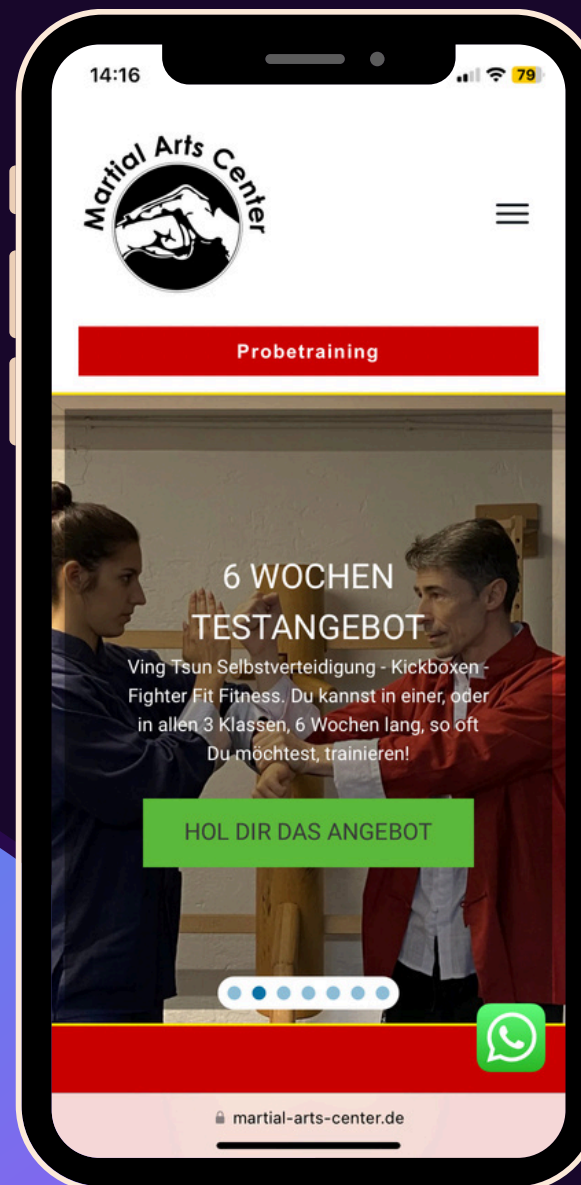 14:16
79
Martial Arts Center
Probetraining
6 WOCHEN
TESTANGEBOT
Ving Tsun Selbstverteidigung - Kickboxen -
Fighter Fit Fitness. Du kannst in einer, oder
in allen 3 Klassen, 6 Wochen lang, so oft
Du möchtest, trainieren!
HOL DIR DAS ANGEBOT
martial-arts-center.de